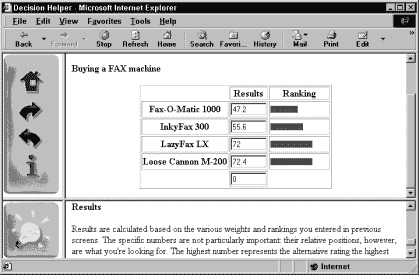 Decision Helper - Microsoft Internet Explorer
File Edit View Favorites Tools Help
Back Forward Stop Refresh Home Search Favori... History Mail Print Edit
Buying a FAX machine
Results Ranking
Fax-O-Matic 1000 47.2
InkyFax 300 55.6
LazyFax LX 72
Loose Cannon M-200 72.4
0
Results
Results are calculated based on the various weights and rankings you entered in previous
screens. The specific numbers are not particularly important: their relative positions, however,
are what you're looking for. The highest number represents the alternative rating the highest
Internet